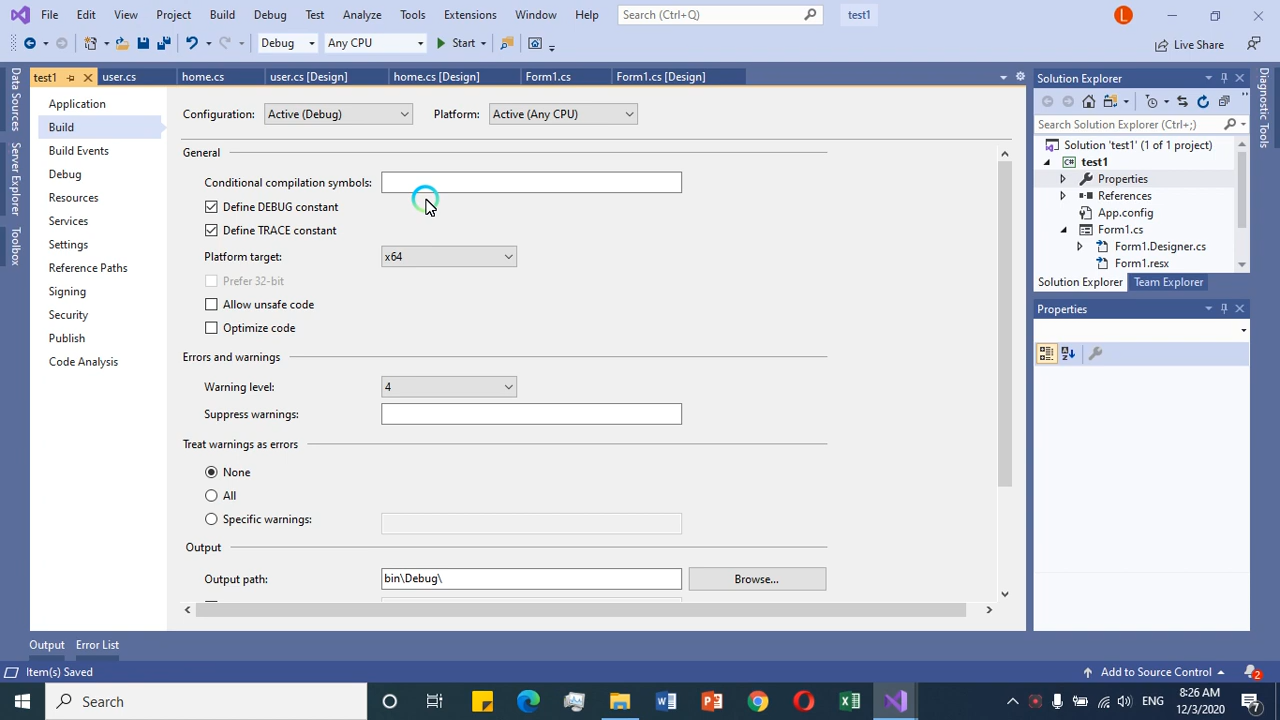 File Edit View Project Build Debug Test Analyze Tools Extensions Window Help Search (Ctrl+Q) test1 L
Debug Any CPU Start Live Share
test1 user.cs home.cs user.cs [Design] home.cs [Design] Form1.cs Form1.cs [Design]
Data Sources
Server Explorer
Toolbox
Application
Build
Build Events
Debug
Resources
Services
Settings
Reference Paths
Signing
Security
Publish
Code Analysis
Configuration: Active (Debug) Platform: Active (Any CPU)
General
Conditional compilation symbols:
Define DEBUG constant
Define TRACE constant
Platform target: x64
Prefer 32-bit
Allow unsafe code
Optimize code
Errors and warnings
Warning level: 4
Suppress warnings:
Treat warnings as errors
None
All
Specific warnings:
Output
Output path: bin\Debug\ Browse...
Solution Explorer
Search Solution Explorer (Ctrl+;)
Solution 'test1' (1 of 1 project)
C# test1
Properties
References
App.config
Form1.cs
Form1.Designer.cs
Form1.resx
Solution Explorer Team Explorer
Properties
Diagnostic Tools
Output Error List
Item(s) Saved Add to Source Control 2
Search ENG 8:26 AM
12/3/2020 7